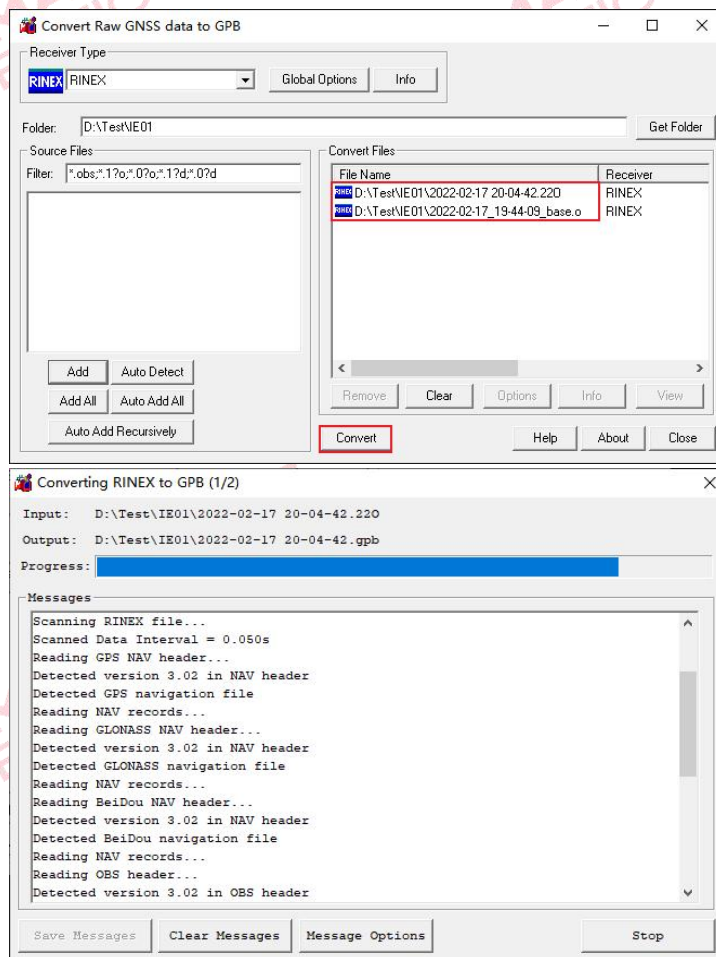 Convert Raw GNSS data to GPB
Receiver Type
RINEX RINEX Global Options Info
Folder: D:\Test\IE01 Get Folder
Source Files
Filter: *.obs;*.1?o;*.0?o;*.1?d;*.0?d
Add Auto Detect
Add All Auto Add All
Auto Add Recursively
Convert Files
File Name Receiver
RINEX D:\Test\IE01\2022-02-17 20-04-42.22O RINEX
RINEX D:\Test\IE01\2022-02-17_19-44-09_base.o RINEX
Remove Clear Options Info View
Convert Help About Close
Converting RINEX to GPB (1/2)
Input: D:\Test\IE01\2022-02-17 20-04-42.22O
Output: D:\Test\IE01\2022-02-17 20-04-42.gpb
Progress:
Messages
Scanning RINEX file...
Scanned Data Interval = 0.050s
Reading GPS NAV header...
Detected version 3.02 in NAV header
Detected GPS navigation file
Reading NAV records...
Reading GLONASS NAV header...
Detected version 3.02 in NAV header
Detected GLONASS navigation file
Reading NAV records...
Reading BeiDou NAV header...
Detected version 3.02 in NAV header
Detected BeiDou navigation file
Reading NAV records...
Reading OBS header...
Detected version 3.02 in OBS header
Save Messages Clear Messages Message Options Stop